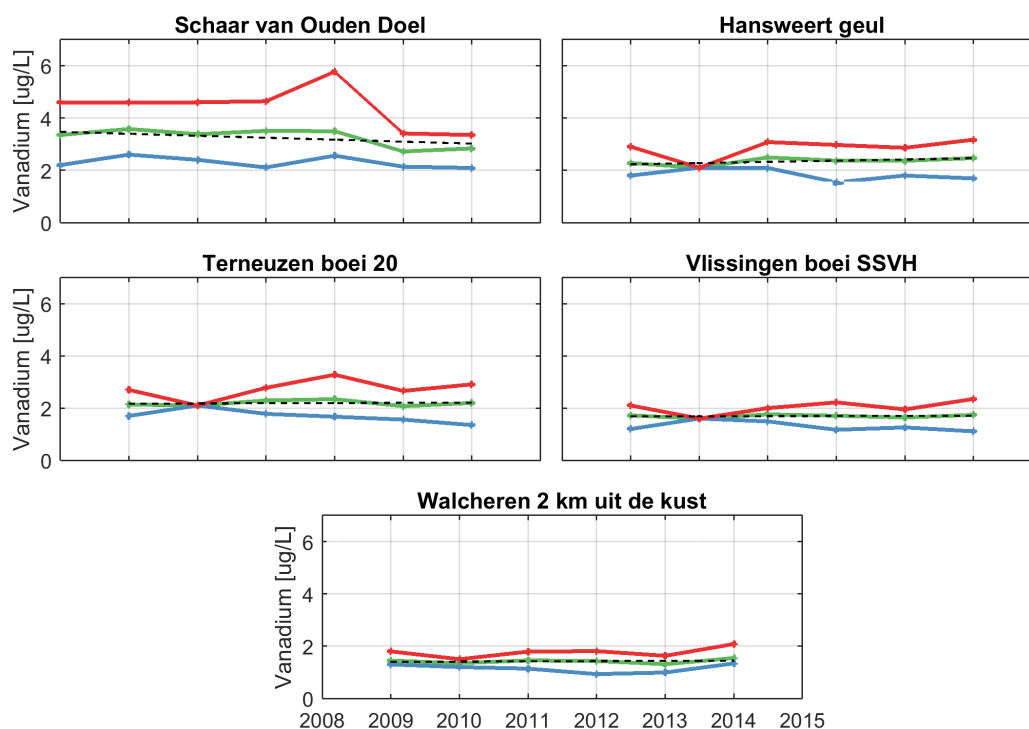 Schaar van Ouden Doel
Hansweert geul
Vanadium [ug/L]
6
4
2
0
Terneuzen boei 20
Vlissingen boei SSVH
Vanadium [ug/L]
6
4
2
0
Walcheren 2 km uit de kust
Vanadium [ug/L]
6
4
2
0
2008 2009 2010 2011 2012 2013 2014 2015